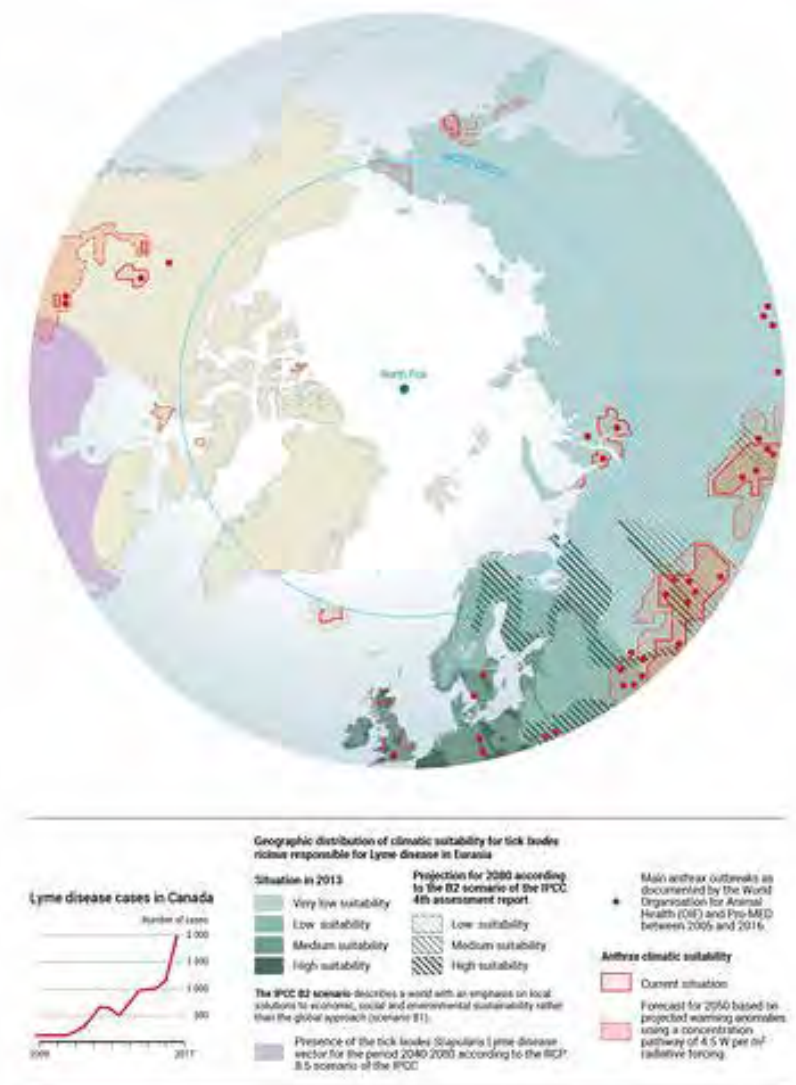 ARCTIC CIRCLE
North Pole
Geographic distribution of climatic suitability for tick Ixodes
ricinus responsible for Lyme disease in Eurasia
Situation in 2013
Very low suitability
Low suitability
Medium suitability
High suitability
Projection for 2080 according
to the B2 scenario of the IPCC
4th assessment report
Low suitability
Medium suitability
High suitability
The IPCC B2 scenario describes a world with an emphasis on local
solutions to economic, social and environmental sustainability rather
than the global approach (scenario B1).
Presence of the tick Ixodes Scapularis Lyme disease
vector for the period 2040 2080 according to the RCP
8.5 scenario of the IPCC
Lyme disease cases in Canada
Number of cases
2 000
1 500
1 000
500
2009
2017
Main anthrax outbreaks as
documented by the World
Organisation for Animal
Health (OIE) and Pro-MED
between 2005 and 2016.
Anthrax climatic suitability
Current situation
Forecast for 2050 based on
projected warming anomalies
using a concentration
pathway of 4.5 W per m²
radiative forcing.